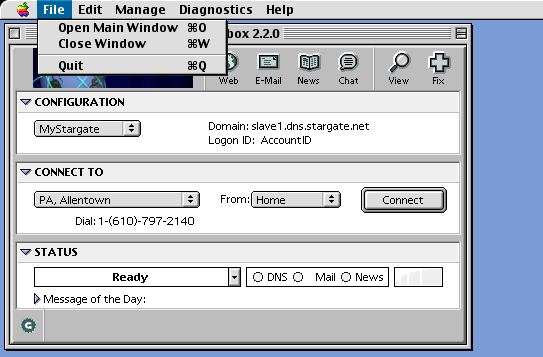 File Edit Manage Diagnostics Help
Open Main Window ⌘O
Close Window ⌘W
Quit ⌘Q
box 2.2.0
Web E-Mail News Chat View Fix
CONFIGURATION
MyStargate
Domain: slave1.dns.stargate.net
Logon ID: AccountID
CONNECT TO
PA, Allentown
From: Home
Connect
Dial: 1-(610)-797-2140
STATUS
Ready
DNS Mail News
Message of the Day: